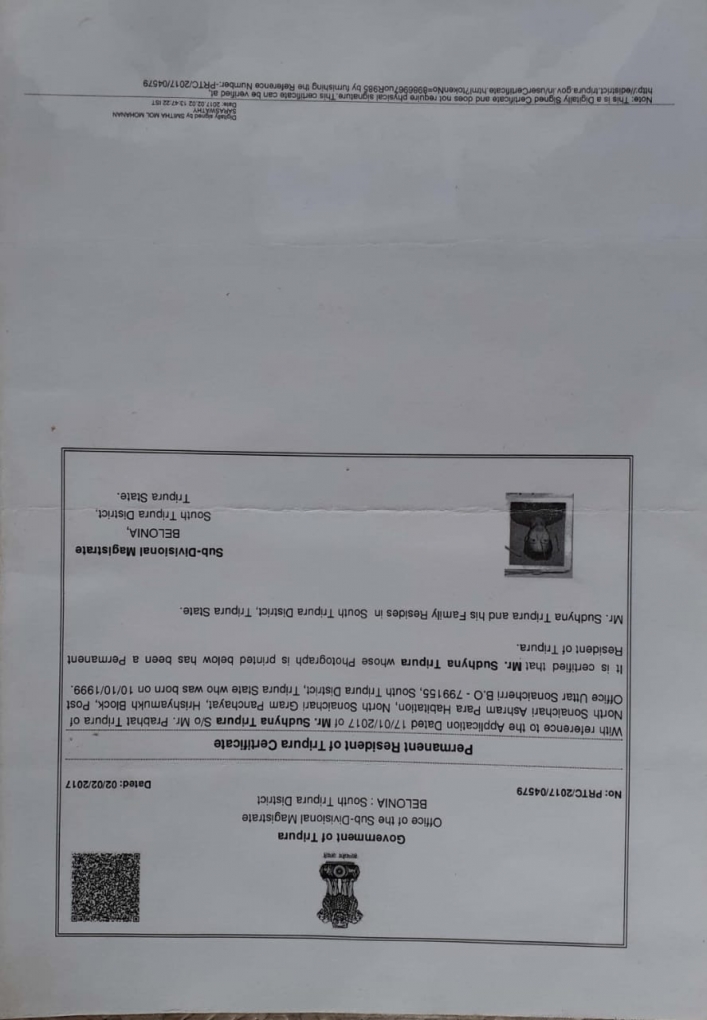 सत्यमेव जयते
Government of Tripura
Office of the Sub-Divisional Magistrate
BELONIA : South Tripura District
No: PRTC/2017/04579 Dated: 02/02/2017
Permanent Resident of Tripura Certificate
With reference to the Application Dated 17/01/2017 of Mr. Sudhyna Tripura S/o Mr. Prabhat Tripura of
North Sonaichari Ashram Para Habitation, North Sonaichari Gram Panchayat, Hrishyamukh Block, Post
Office Uttar Sonaicherri B.O - 799155, South Tripura District, Tripura State who was born on 10/10/1999.
It is certified that Mr. Sudhyna Tripura whose Photograph is printed below has been a Permanent
Resident of Tripura.
Mr. Sudhyna Tripura and his Family Resides in South Tripura District, Tripura State.
Sub-Divisional Magistrate
BELONIA,
South Tripura District,
Tripura State.
Digitally signed by SMITHA MOL MOHANAN
SARASWATHY
Date: 2017.02.02 13:47:22 IST
Note: This is a Digitally Signed Certificate and does not require physical signature. This certificate can be verified at,
http://edistrict.tripura.gov.in/userCertificate.html?tokenNo=8986967uoR985 by furnishing the Reference Number:-PRTC/2017/04579